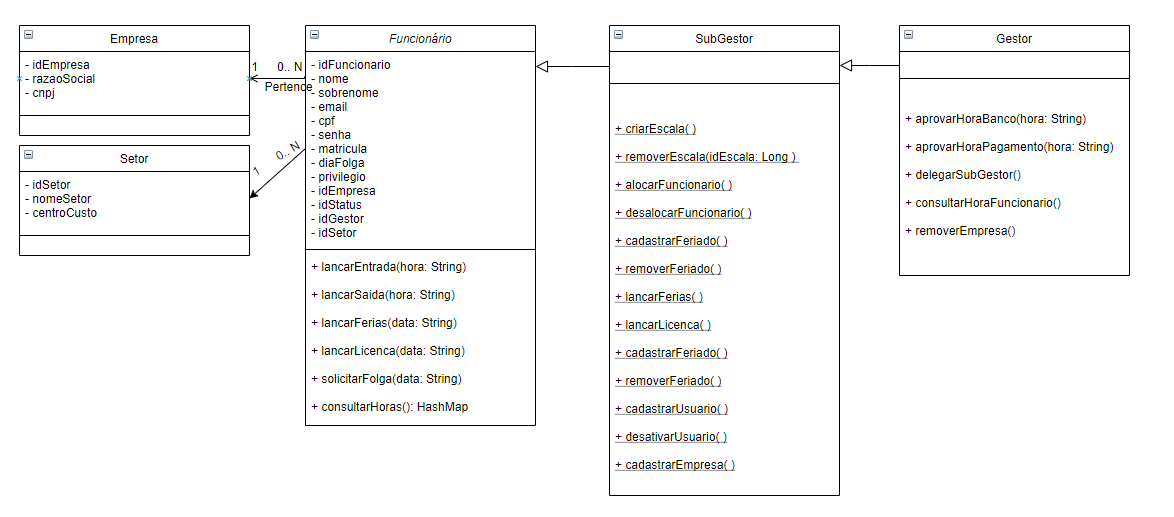 Empresa
- idEmpresa
- razaoSocial
- cnpj
Setor
- idSetor
- nomeSetor
- centroCusto
1
0.. N
Pertence
1
0.. N
Funcionário
- idFuncionario
- nome
- sobrenome
- email
- cpf
- senha
- matricula
- diaFolga
- privilegio
- idEmpresa
- idStatus
- idGestor
- idSetor
+ lancarEntrada(hora: String)
+ lancarSaida(hora: String)
+ lancarFerias(data: String)
+ lancarLicenca(data: String)
+ solicitarFolga(data: String)
+ consultarHoras(): HashMap
SubGestor
+ criarEscala( )
+ removerEscala(idEscala: Long )
+ alocarFuncionario( )
+ desalocarFuncionario( )
+ cadastrarFeriado( )
+ removerFeriado( )
+ lancarFerias( )
+ lancarLicenca( )
+ cadastrarFeriado( )
+ removerFeriado( )
+ cadastrarUsuario( )
+ desativarUsuario( )
+ cadastrarEmpresa( )
Gestor
+ aprovarHoraBanco(hora: String)
+ aprovarHoraPagamento(hora: String)
+ delegarSubGestor()
+ consultarHoraFuncionario()
+ removerEmpresa()